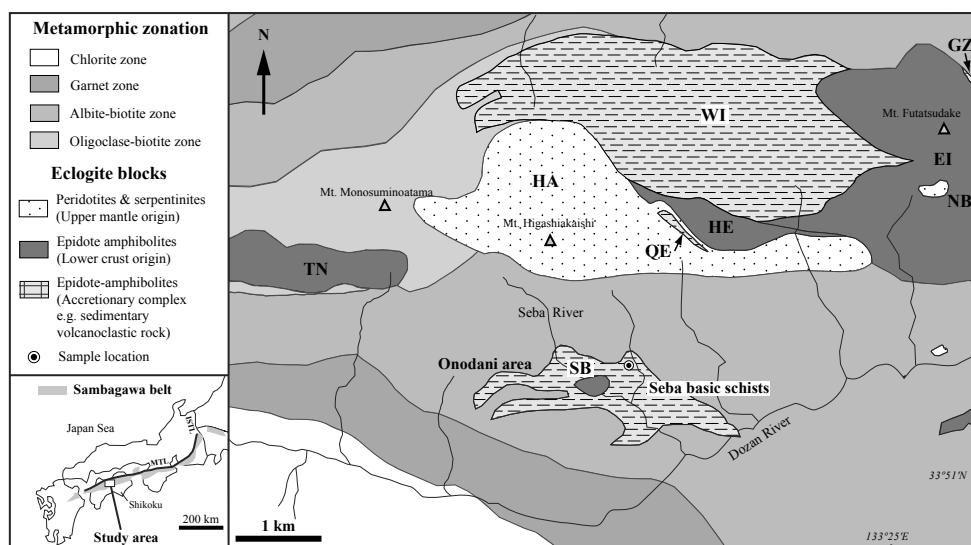 Metamorphic zonation
Chlorite zone
Garnet zone
Albite-biotite zone
Oligoclase-biotite zone
Eclogite blocks
Peridotites & serpentinites
(Upper mantle origin)
Epidote amphibolites
(Lower crust origin)
Epidote-amphibolites
(Accretionary complex
e.g. sedimentary
volcanoclastic rock)
Sample location
Sambagawa belt
Japan Sea
ISTL
MTL
Shikoku
Study area
200 km
N
GZ
WI
Mt. Futatsudake
EI
HA
NB
Mt. Monosuminoatama
Mt. Higashiakaishi
HE
QE
TN
Seba River
Onodani area
SB
Seba basic schists
Dozan River
33°51'N
1 km
133°25'E